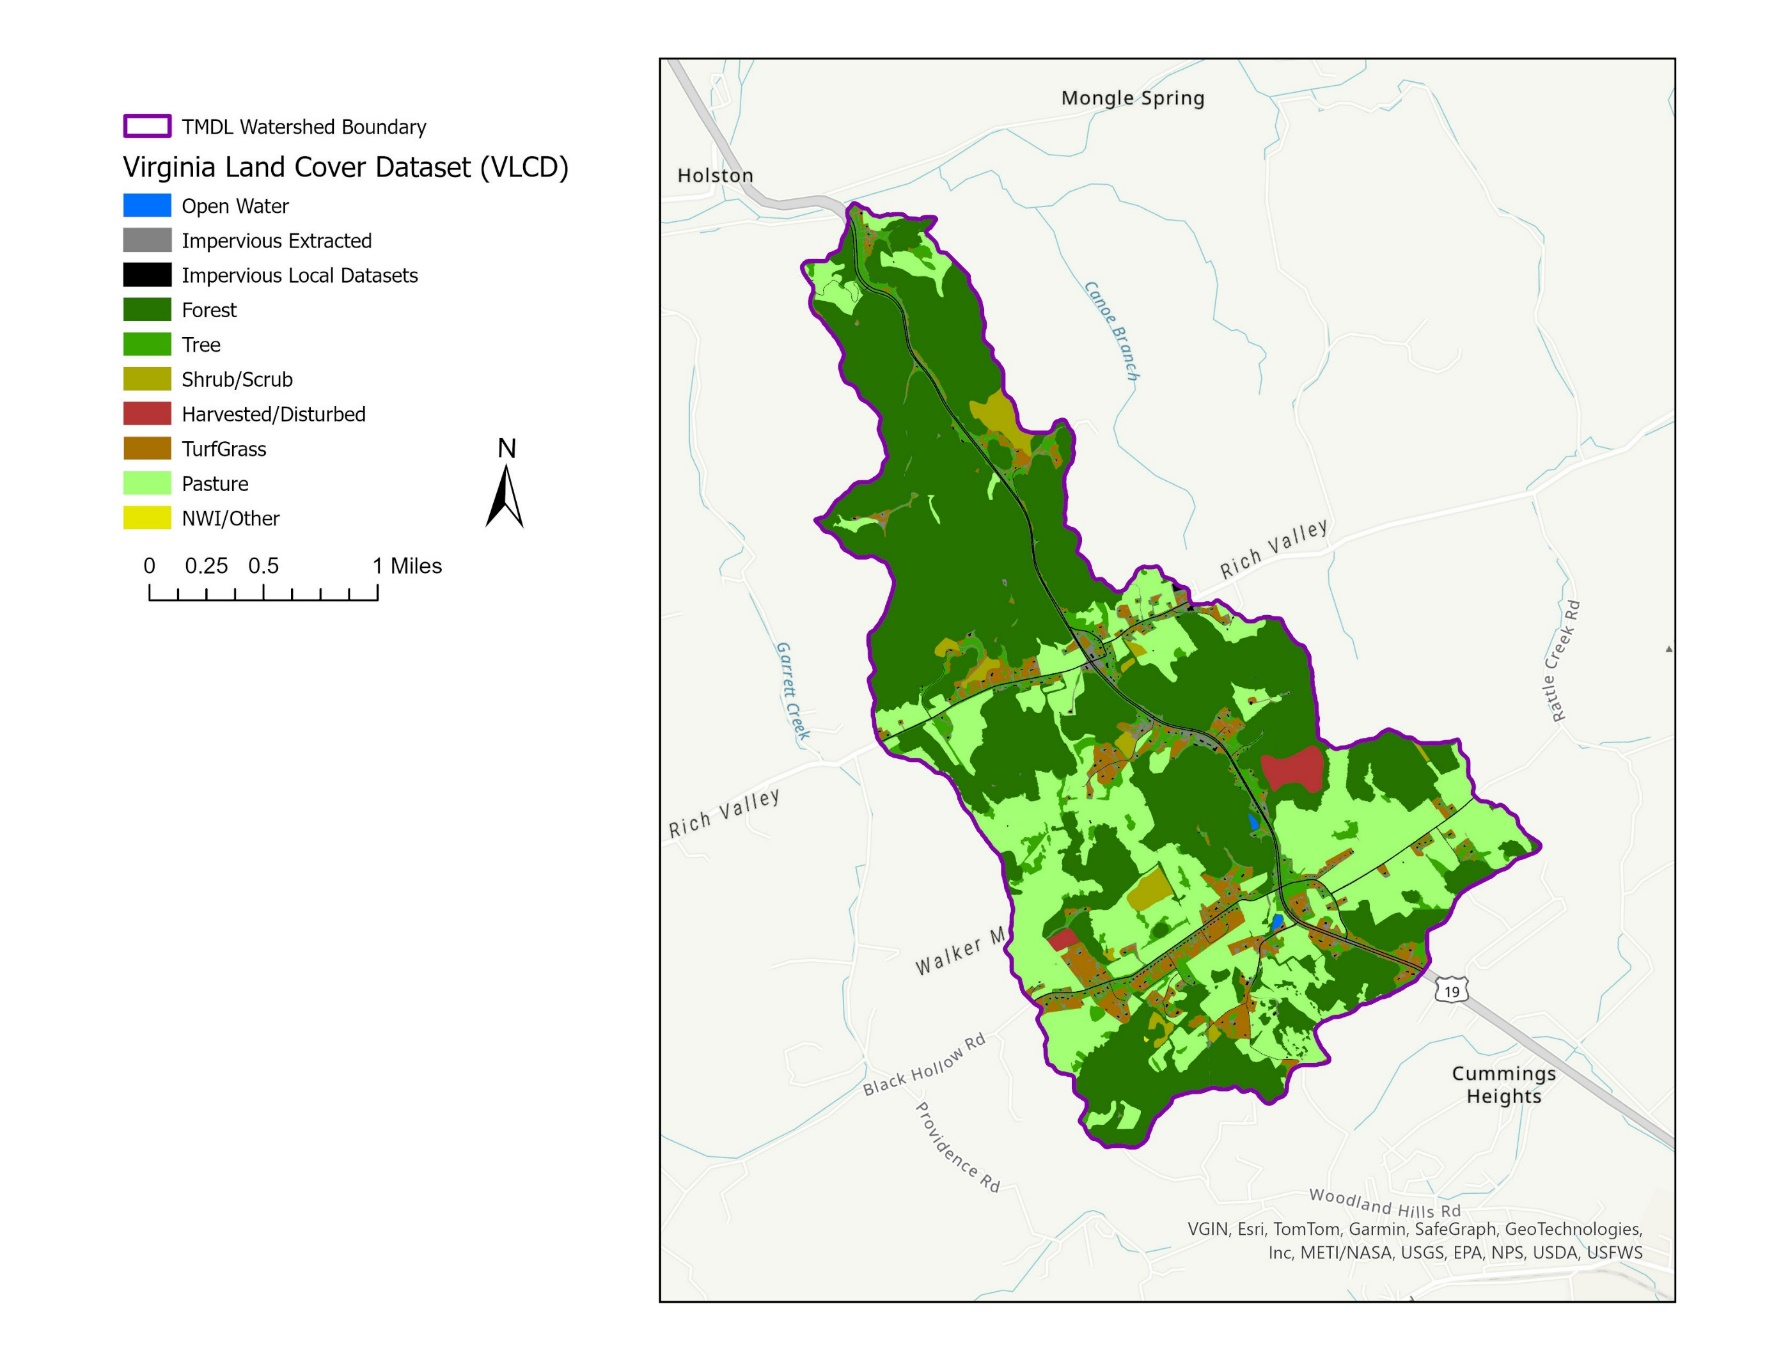 TMDL Watershed Boundary
Virginia Land Cover Dataset (VLCD)
Open Water
Impervious Extracted
Impervious Local Datasets
Forest
Tree
Shrub/Scrub
Harvested/Disturbed
TurfGrass
Pasture
NWI/Other
N
0 0.25 0.5 1 Miles
Mongle Spring
Holston
Canoe Branch
Rich Valley
Rattle Creek Rd
Garrett Creek
Rich Valley
Walker M
19
Black Hollow Rd
Cummings
Heights
Providence Rd
Woodland Hills Rd
VGIN, Esri, TomTom, Garmin, SafeGraph, GeoTechnologies,
Inc, METI/NASA, USGS, EPA, NPS, USDA, USFWS